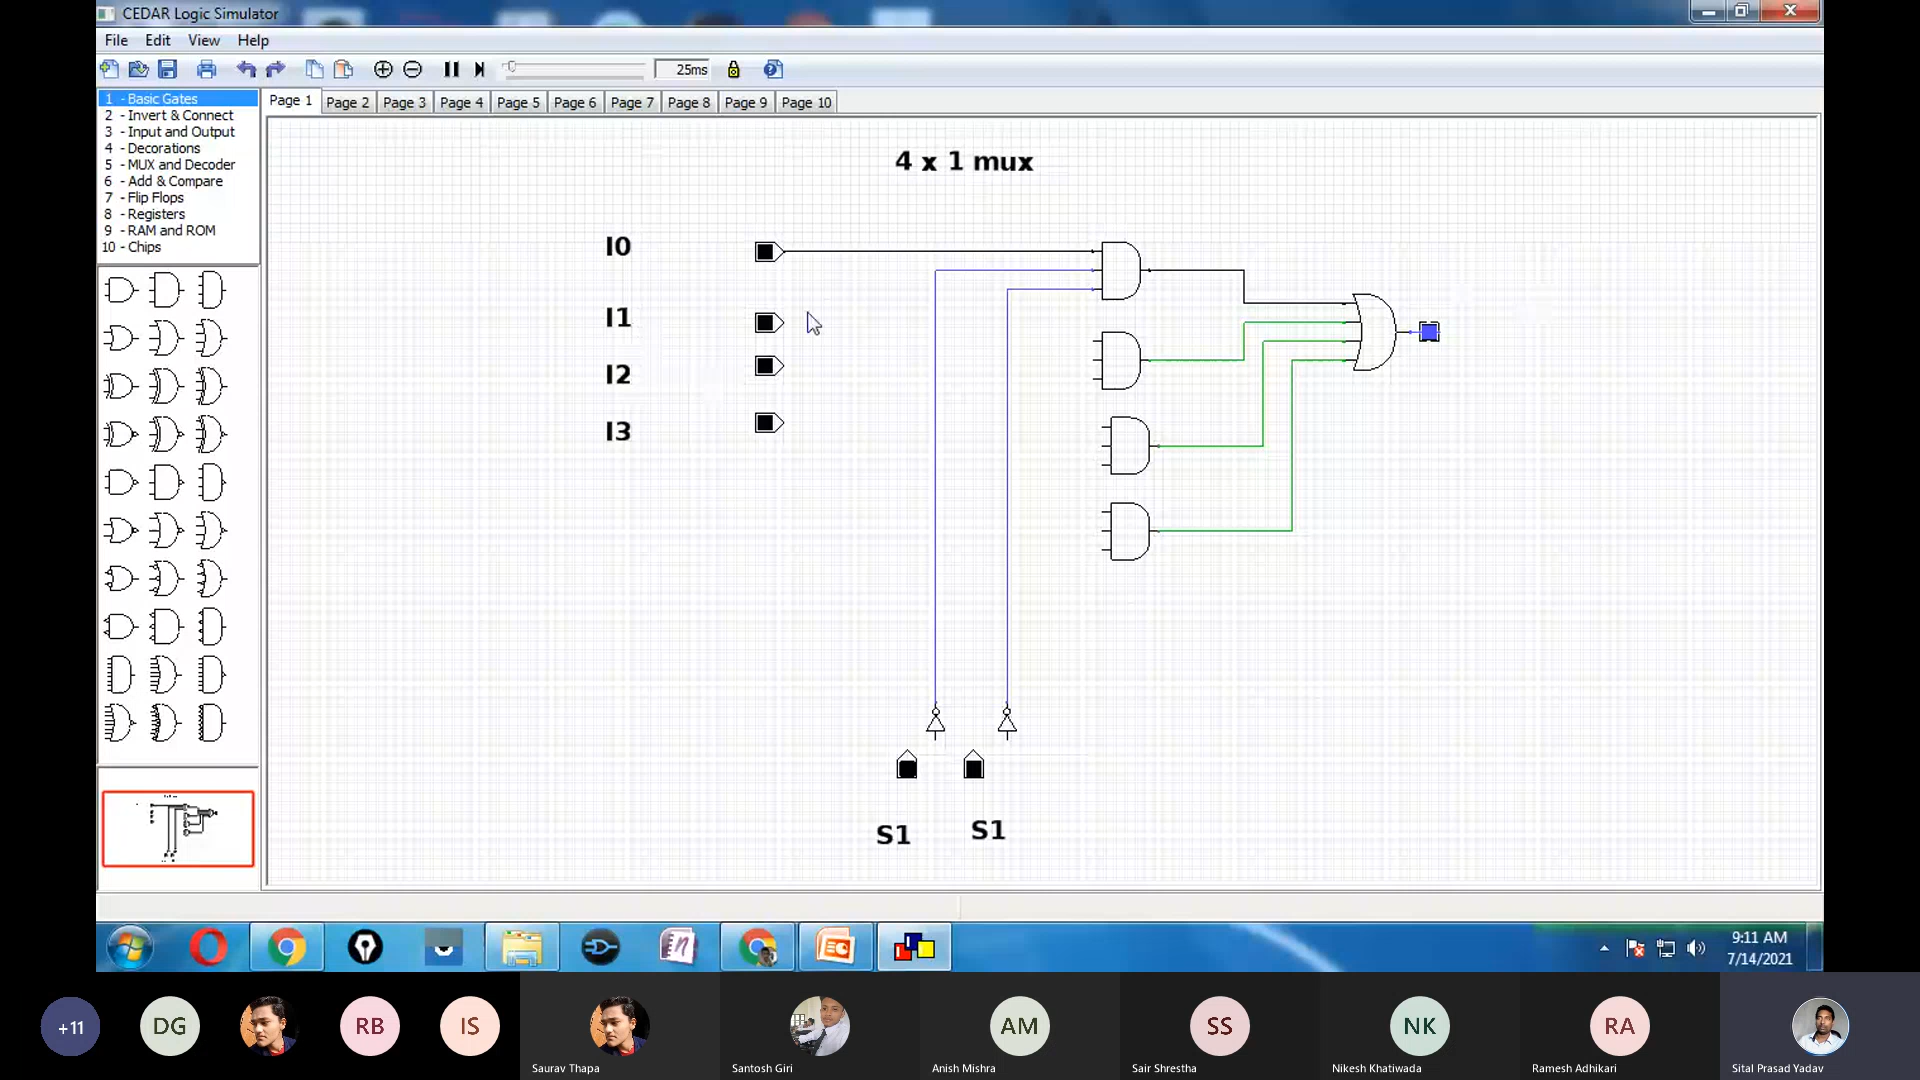 CEDAR Logic Simulator
File Edit View Help
25ms
1 - Basic Gates
2 - Invert & Connect
3 - Input and Output
4 - Decorations
5 - MUX and Decoder
6 - Add & Compare
7 - Flip Flops
8 - Registers
9 - RAM and ROM
10 - Chips
Page 1 Page 2 Page 3 Page 4 Page 5 Page 6 Page 7 Page 8 Page 9 Page 10
4 x 1 mux
I0
I1
I2
I3
S1 S1
9:11 AM
7/14/2021
+11 DG RB IS AM SS NK RA
Saurav Thapa Santosh Giri Anish Mishra Sair Shrestha Nikesh Khatiwada Ramesh Adhikari Sital Prasad Yadav